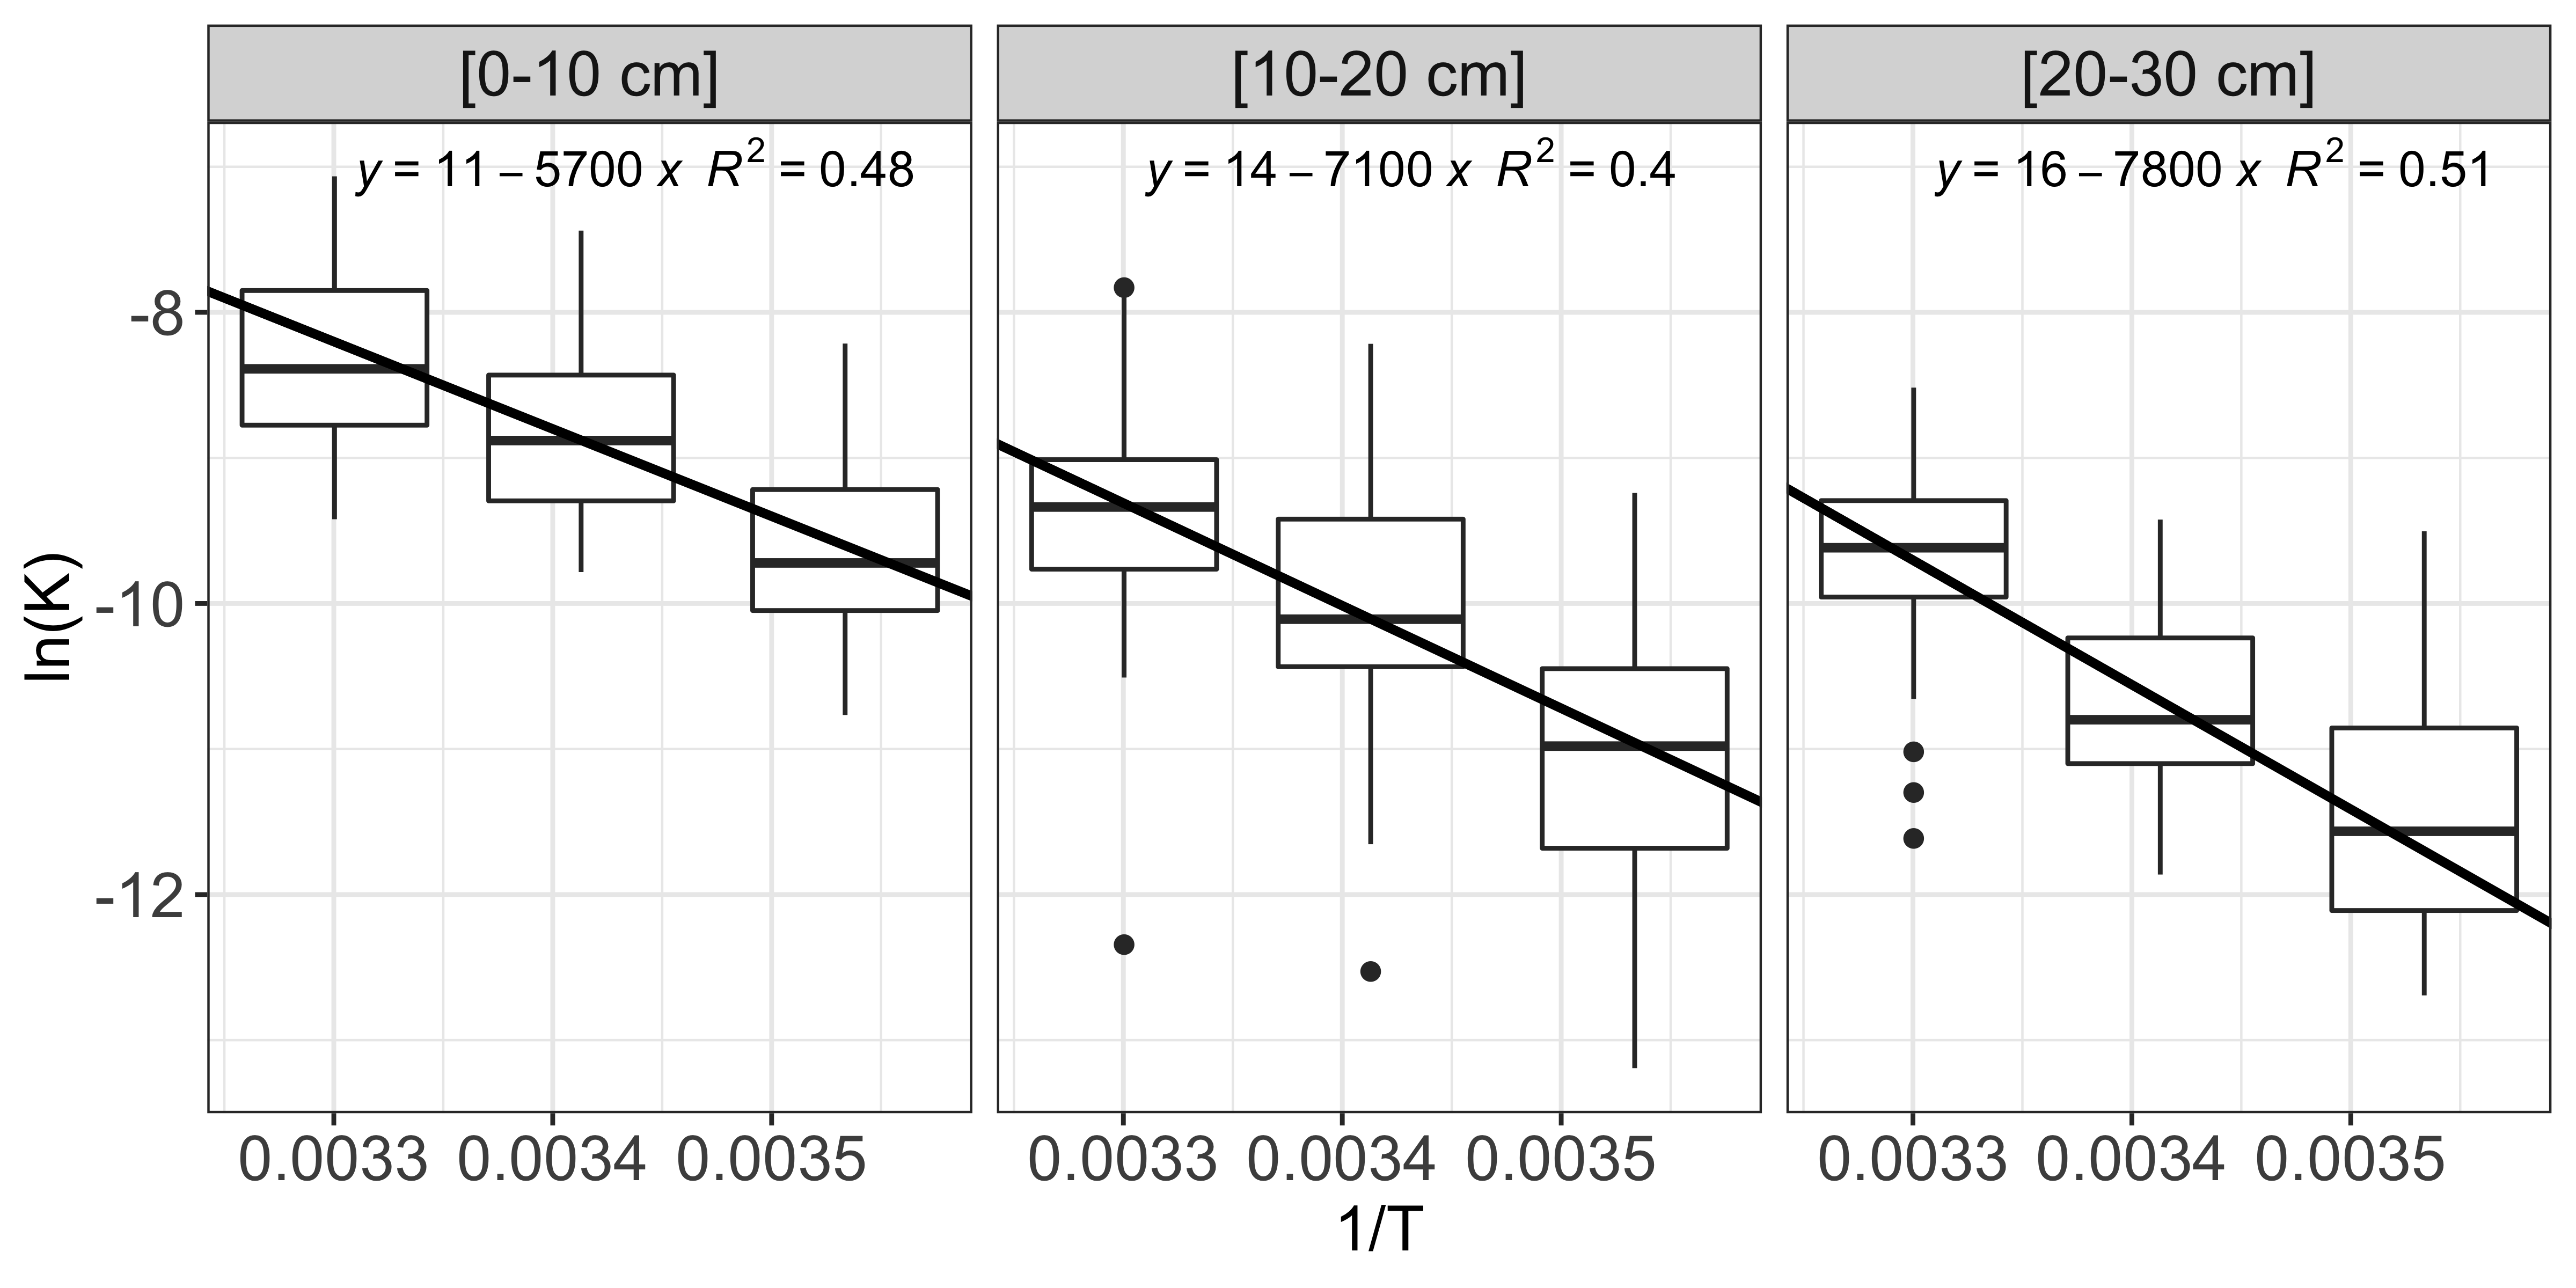 [0-10 cm] [10-20 cm] [20-30 cm]
y = 11 – 5700 x R² = 0.48
y = 14 – 7100 x R² = 0.4
y = 16 – 7800 x R² = 0.51
ln(K)
-8
-10
-12
0.0033 0.0034 0.0035
0.0033 0.0034 0.0035
0.0033 0.0034 0.0035
1/T